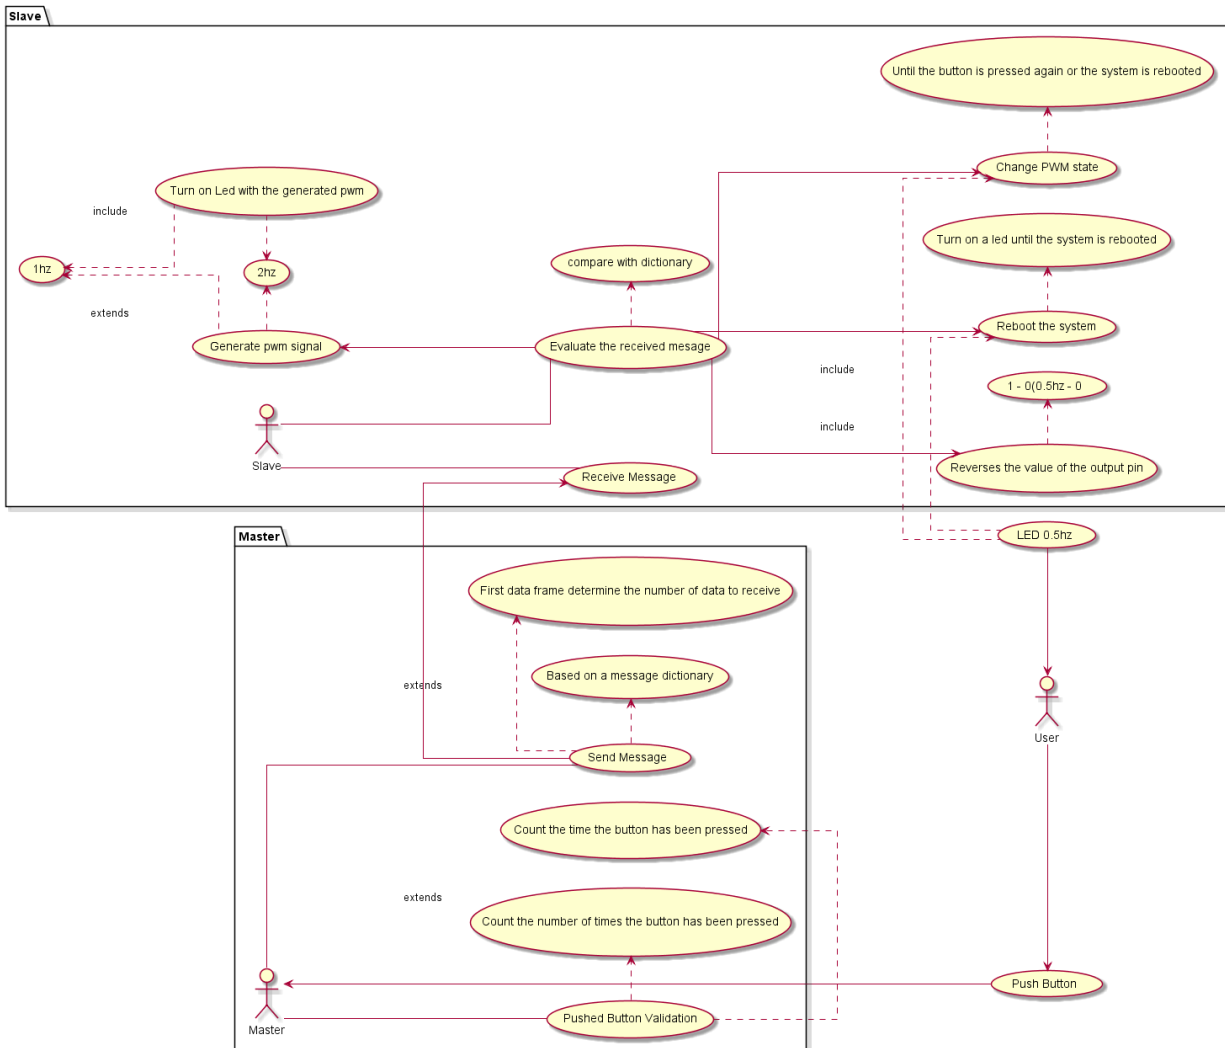 Slave
Until the button is pressed again or the system is rebooted
Change PWM state
Turn on Led with the generated pwm
include
Turn on a led until the system is rebooted
compare with dictionary
1hz
2hz
extends
Reboot the system
Generate pwm signal
Evaluate the received mesage
include
1 - 0(0.5hz - 0
include
Slave
Reverses the value of the output pin
Receive Message
Master
LED 0.5hz
First data frame determine the number of data to receive
Based on a message dictionary
extends
User
Send Message
Count the time the button has been pressed
extends
Count the number of times the button has been pressed
Push Button
Master
Pushed Button Validation